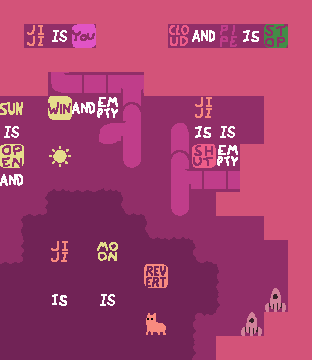 JIJI IS YOU
CLOUD AND PIPE IS STOP
SUN WIN AND EMPTY JIJI
IS IS IS
OPEN SHUT EMPTY
AND
JIJI MOON
REVERT
IS IS